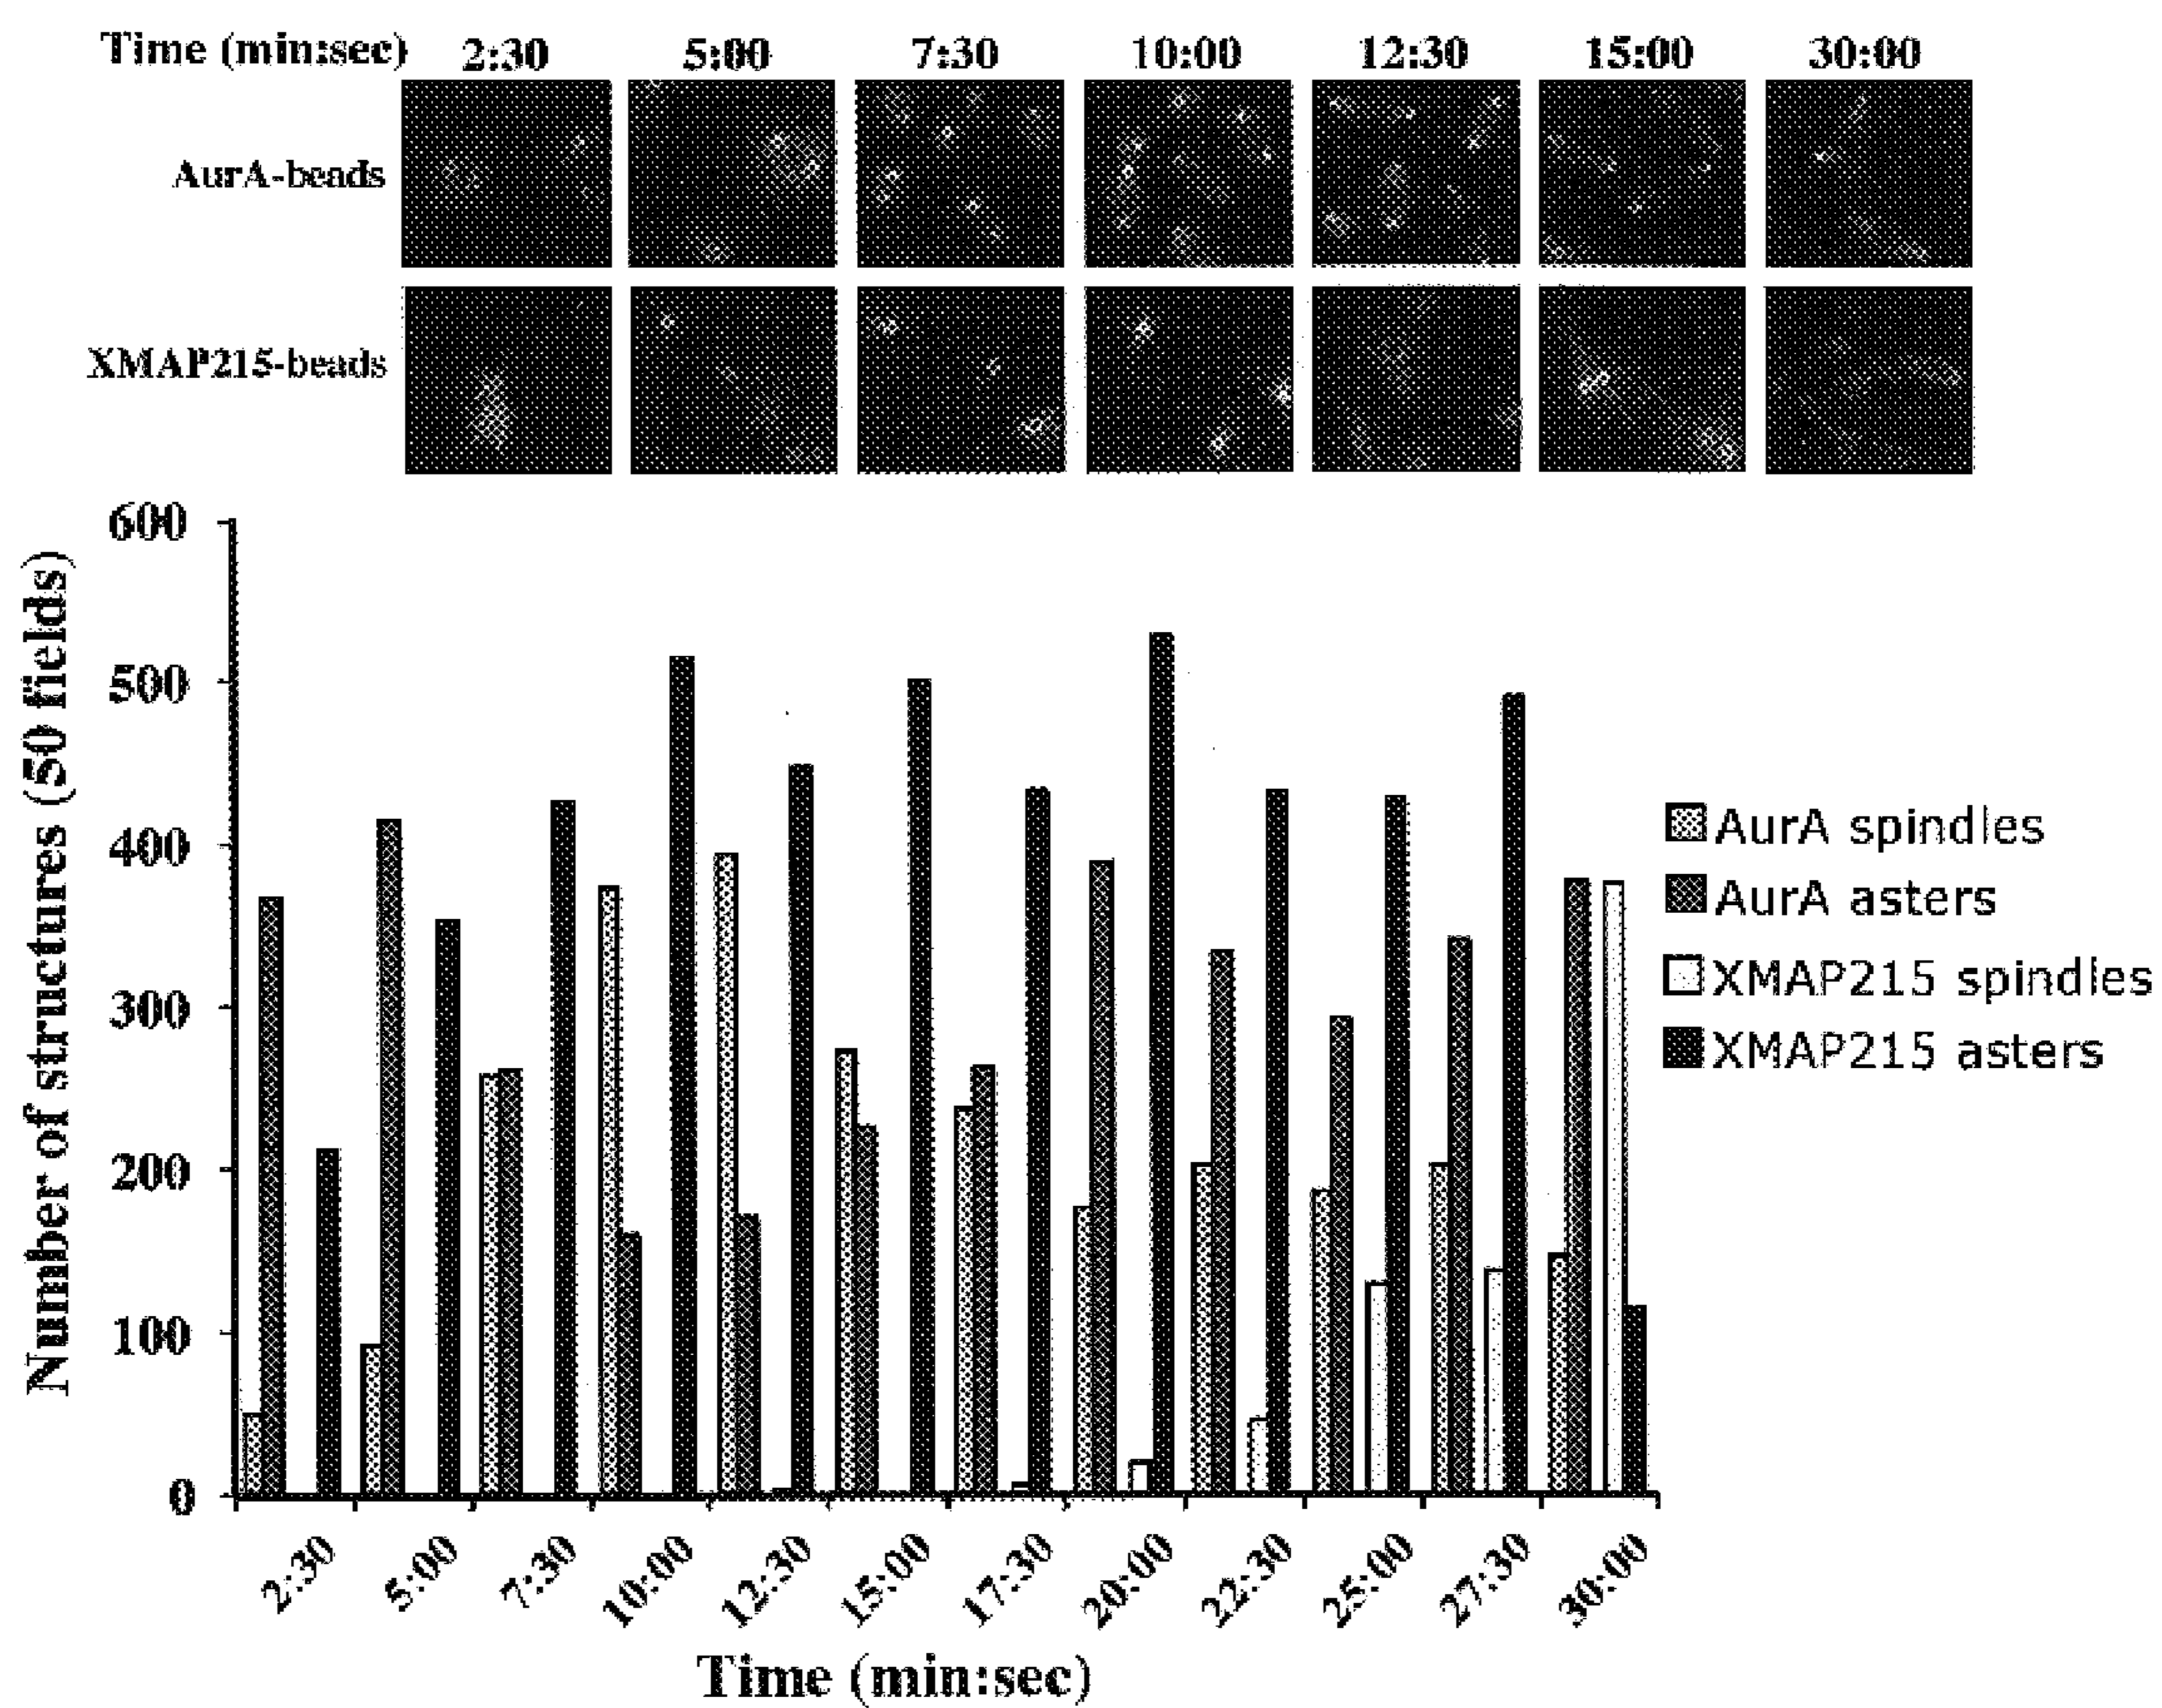 Time (min:sec) 2:30 5:00 7:30 10:00 12:30 15:00 30:00
AurA-beads
XMAP215-beads
Number of structures (50 fields)
600
500
400
300
200
100
0
AurA spindles
AurA asters
XMAP215 spindles
XMAP215 asters
2:30 5:00 7:30 10:00 12:30 15:00 17:30 20:00 22:30 25:00 27:30 30:00
Time (min:sec)